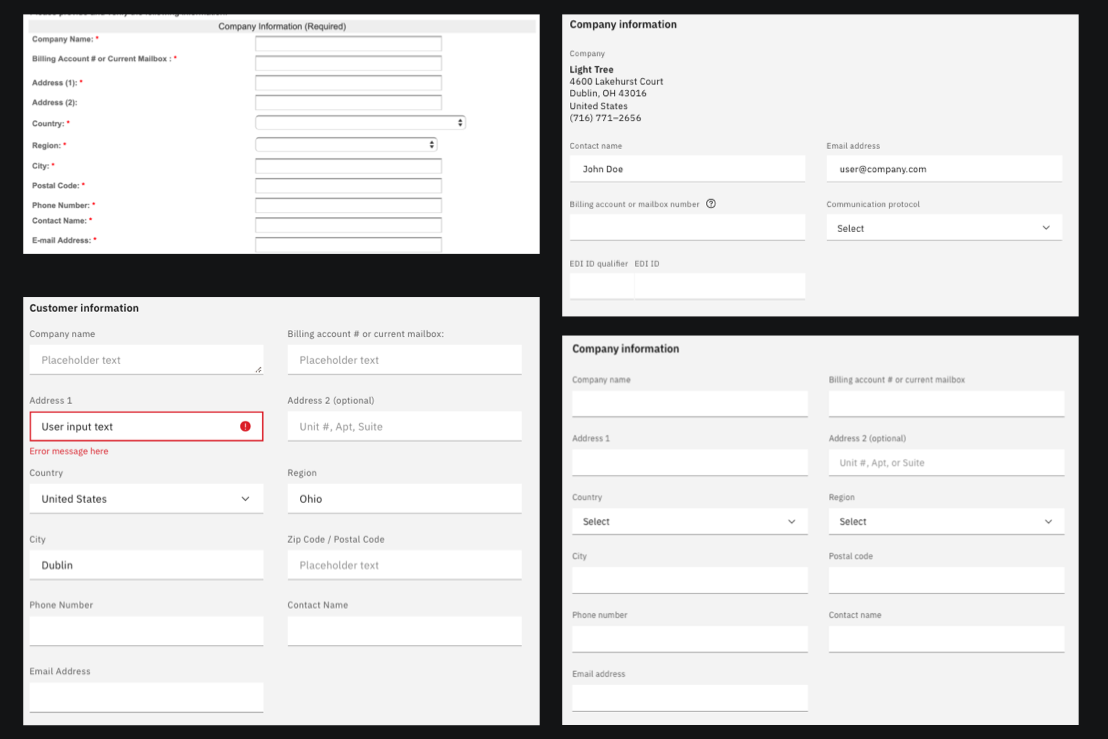 Company Information (Required)
Company Name: *
Billing Account # or Current Mailbox : *
Address (1): *
Address (2):
Country: *
Region: *
City: *
Postal Code: *
Phone Number: *
Contact Name: *
E-mail Address: *
Company information
Company
Light Tree
4600 Lakehurst Court
Dublin, OH 43016
United States
(716) 771-2656
Contact name Email address
John Doe user@company.com
Billing account or mailbox number ? Communication protocol
Select
EDI ID qualifier EDI ID
Customer information
Company name Billing account # or current mailbox:
Placeholder text Placeholder text
Address 1 Address 2 (optional)
User input text ! Unit #, Apt, Suite
Error message here
Country Region
United States Ohio
City Zip Code / Postal Code
Dublin Placeholder text
Phone Number Contact Name
Email Address
Company information
Company name Billing account # or current mailbox
Address 1 Address 2 (optional)
Unit #, Apt, or Suite
Country Region
Select Select
City Postal code
Phone number Contact name
Email address